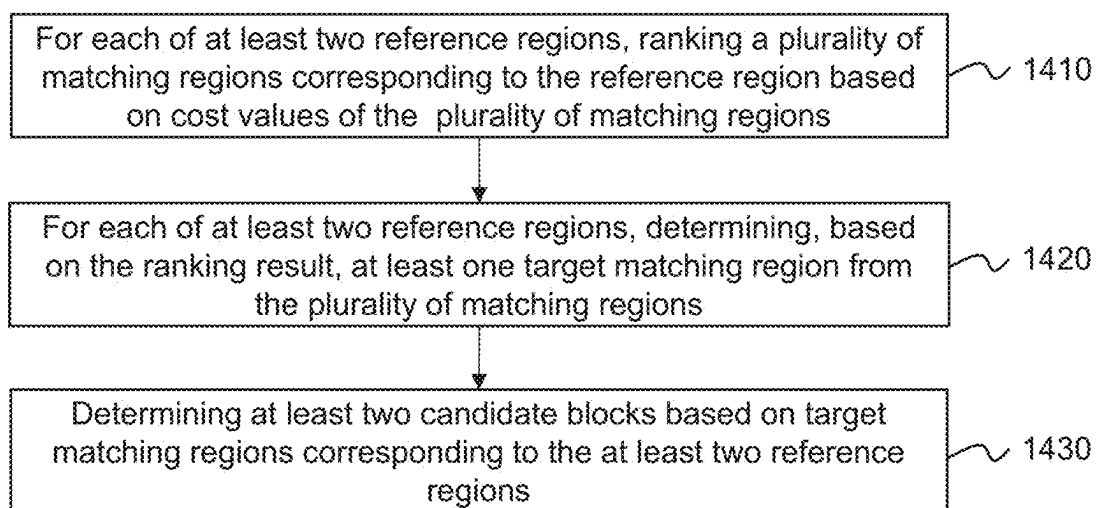 For each of at least two reference regions, ranking a plurality of
matching regions corresponding to the reference region based
on cost values of the plurality of matching regions
1410
For each of at least two reference regions, determining, based
on the ranking result, at least one target matching region from
the plurality of matching regions
1420
Determining at least two candidate blocks based on target
matching regions corresponding to the at least two reference
regions
1430